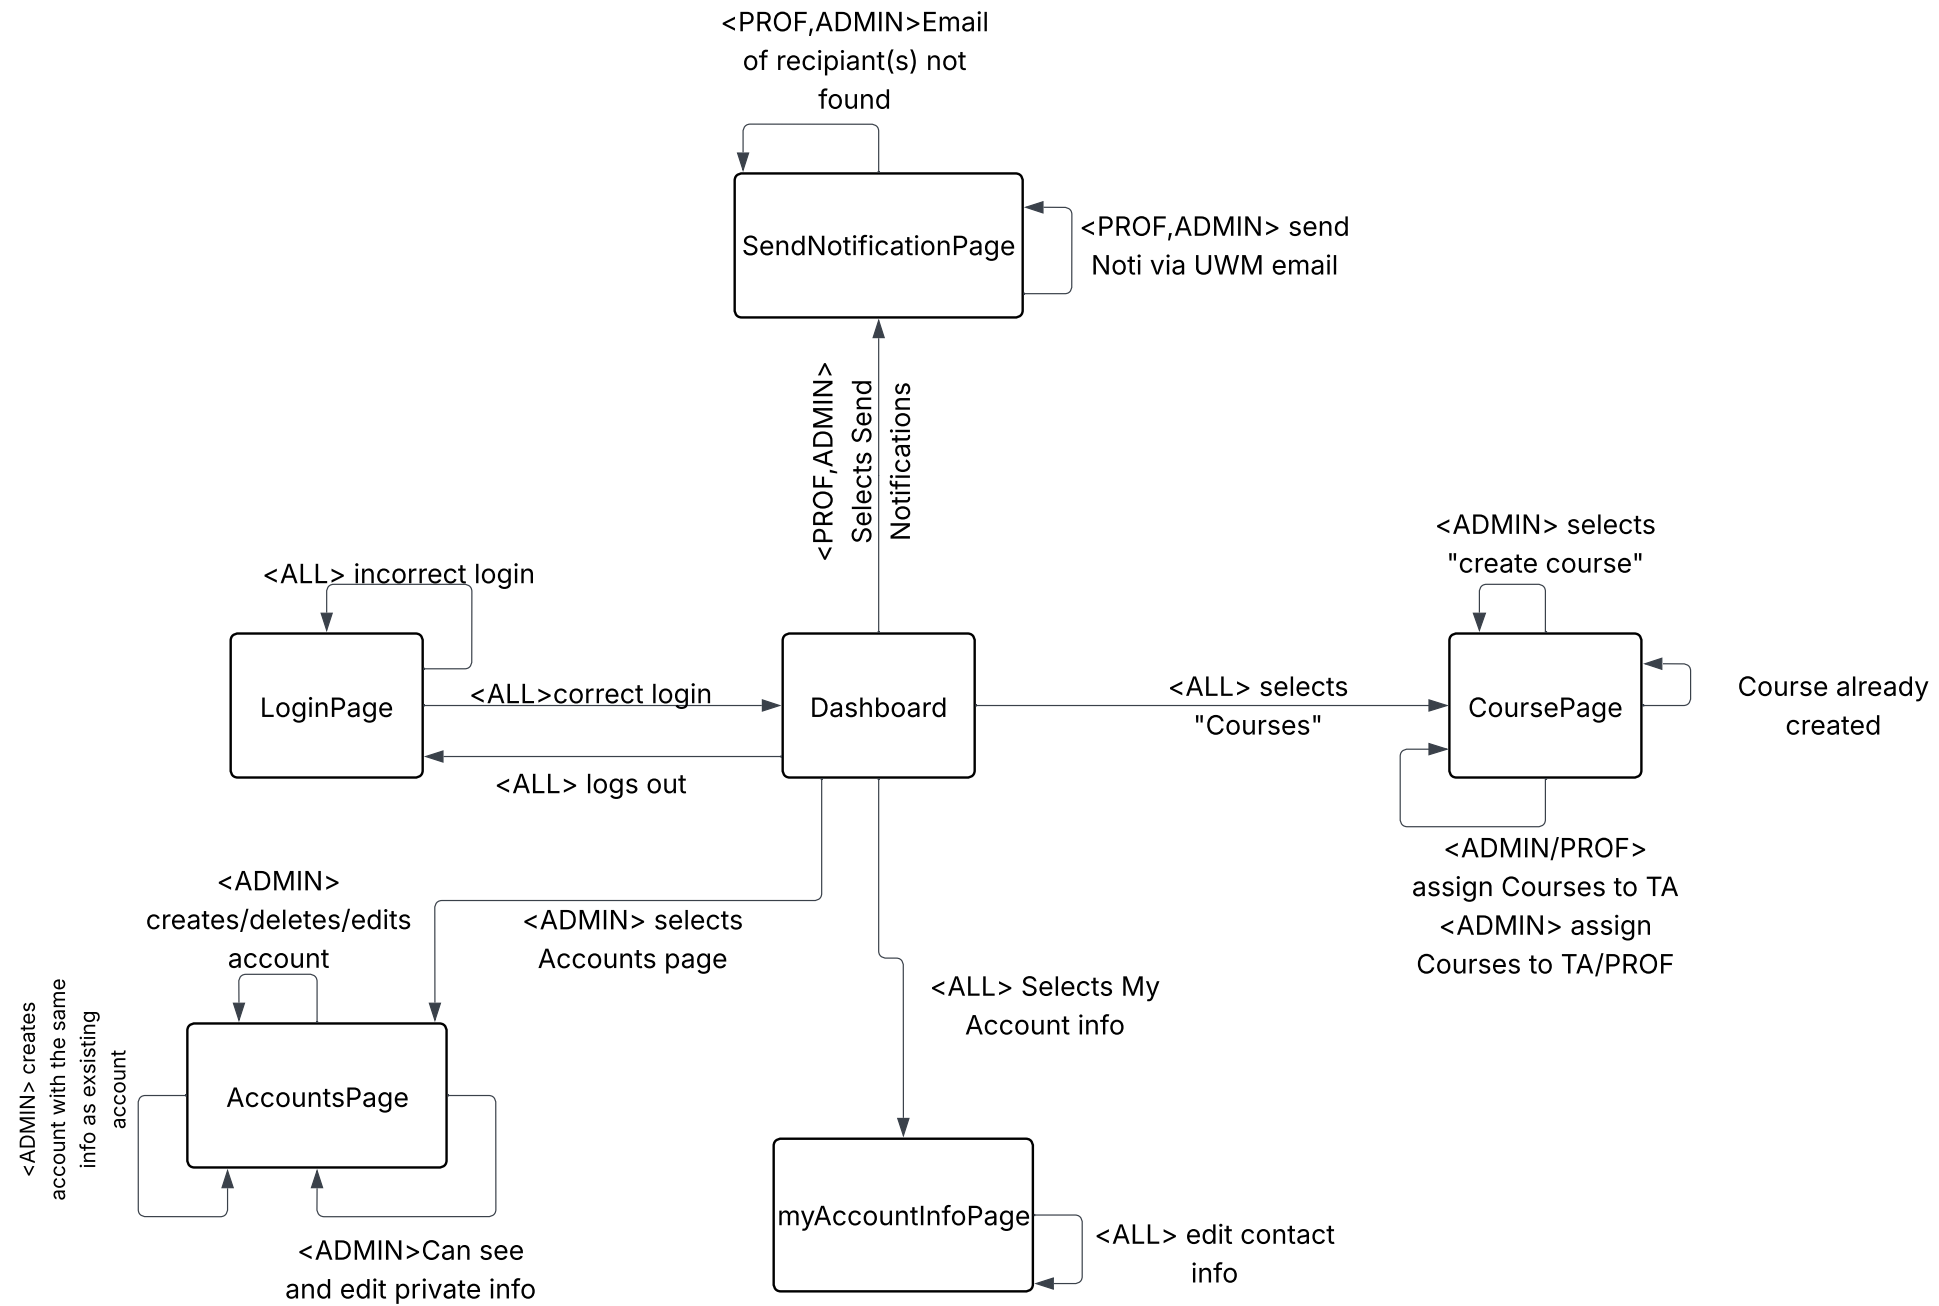 <PROF,ADMIN>Email
of recipiant(s) not
found
SendNotificationPage
<PROF,ADMIN> send
Noti via UWM email
<PROF,ADMIN>
Selects Send
Notifications
<ALL> incorrect login
LoginPage
<ALL>correct login
<ALL> logs out
Dashboard
<ALL> selects
"Courses"
<ADMIN> selects
"create course"
CoursePage
Course already
created
<ADMIN/PROF>
assign Courses to TA
<ADMIN> assign
Courses to TA/PROF
<ADMIN>
creates/deletes/edits
account
<ADMIN> selects
Accounts page
<ADMIN> creates
account with the same
info as exsisting
account
AccountsPage
<ADMIN>Can see
and edit private info
<ALL> Selects My
Account info
myAccountInfoPage
<ALL> edit contact
info